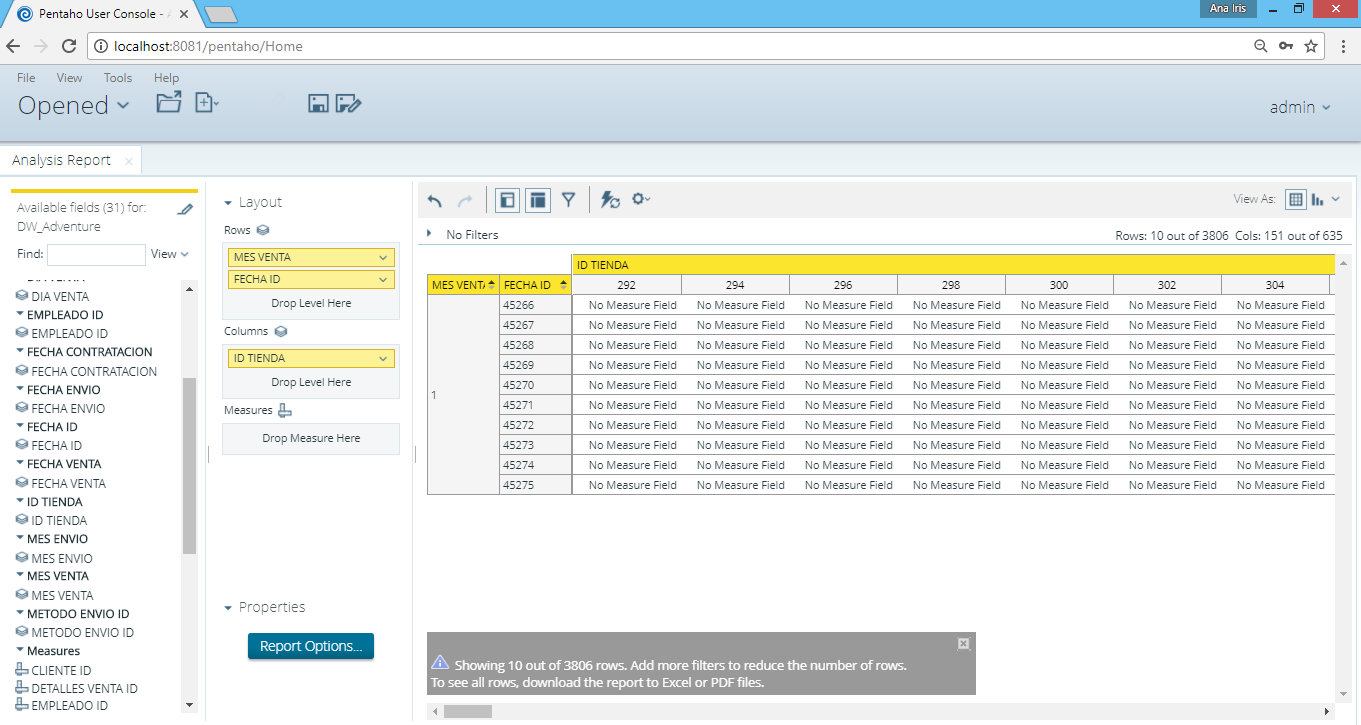 Pentaho User Console -
Ana Iris
localhost:8081/pentaho/Home
File View Tools Help
Opened
admin
Analysis Report
Available fields (31) for:
DW_Adventure
Find:
View
DIA VENTA
EMPLEADO ID
EMPLEADO ID
FECHA CONTRATACION
FECHA CONTRATACION
FECHA ENVIO
FECHA ENVIO
FECHA ID
FECHA ID
FECHA VENTA
FECHA VENTA
ID TIENDA
ID TIENDA
MES ENVIO
MES ENVIO
MES VENTA
MES VENTA
METODO ENVIO ID
METODO ENVIO ID
Measures
CLIENTE ID
DETALLES VENTA ID
EMPLEADO ID
Layout
Rows
MES VENTA
FECHA ID
Drop Level Here
Columns
ID TIENDA
Drop Level Here
Measures
Drop Measure Here
Properties
Report Options...
View As:
No Filters
Rows: 10 out of 3806 Cols: 151 out of 635
ID TIENDA
MES VENTA FECHA ID 292 294 296 298 300 302 304
1
45266 No Measure Field No Measure Field No Measure Field No Measure Field No Measure Field No Measure Field No Measure Field
45267 No Measure Field No Measure Field No Measure Field No Measure Field No Measure Field No Measure Field No Measure Field
45268 No Measure Field No Measure Field No Measure Field No Measure Field No Measure Field No Measure Field No Measure Field
45269 No Measure Field No Measure Field No Measure Field No Measure Field No Measure Field No Measure Field No Measure Field
45270 No Measure Field No Measure Field No Measure Field No Measure Field No Measure Field No Measure Field No Measure Field
45271 No Measure Field No Measure Field No Measure Field No Measure Field No Measure Field No Measure Field No Measure Field
45272 No Measure Field No Measure Field No Measure Field No Measure Field No Measure Field No Measure Field No Measure Field
45273 No Measure Field No Measure Field No Measure Field No Measure Field No Measure Field No Measure Field No Measure Field
45274 No Measure Field No Measure Field No Measure Field No Measure Field No Measure Field No Measure Field No Measure Field
45275 No Measure Field No Measure Field No Measure Field No Measure Field No Measure Field No Measure Field No Measure Field
Showing 10 out of 3806 rows. Add more filters to reduce the number of rows.
To see all rows, download the report to Excel or PDF files.